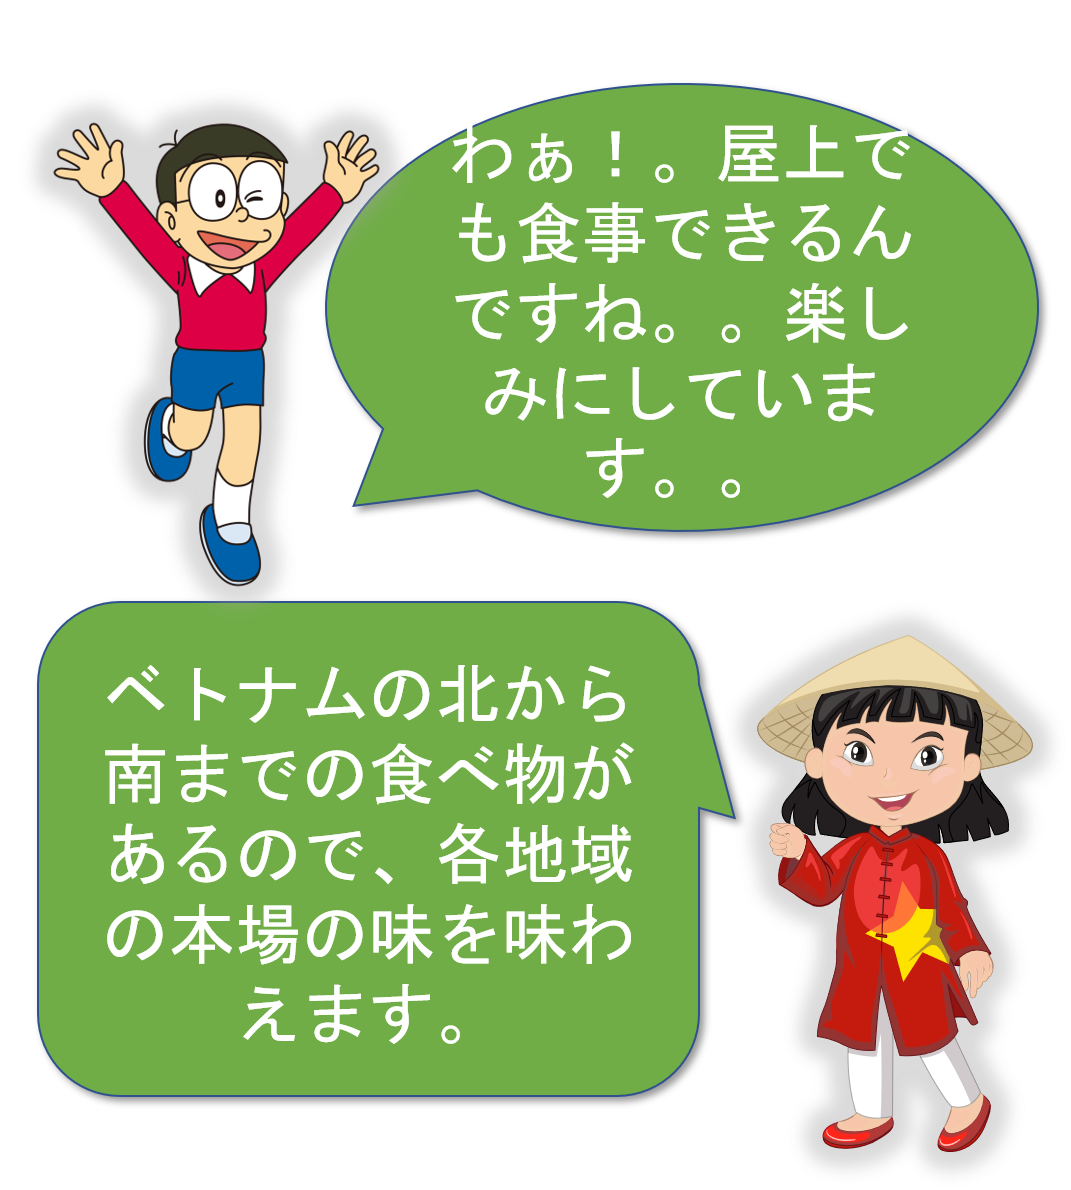 わぁ！。屋上で
も食事できるん
ですね。。楽し
みにしていま
す。。
ベトナムの北から
南までの食べ物が
あるので、各地域
の本場の味を味わ
えます。